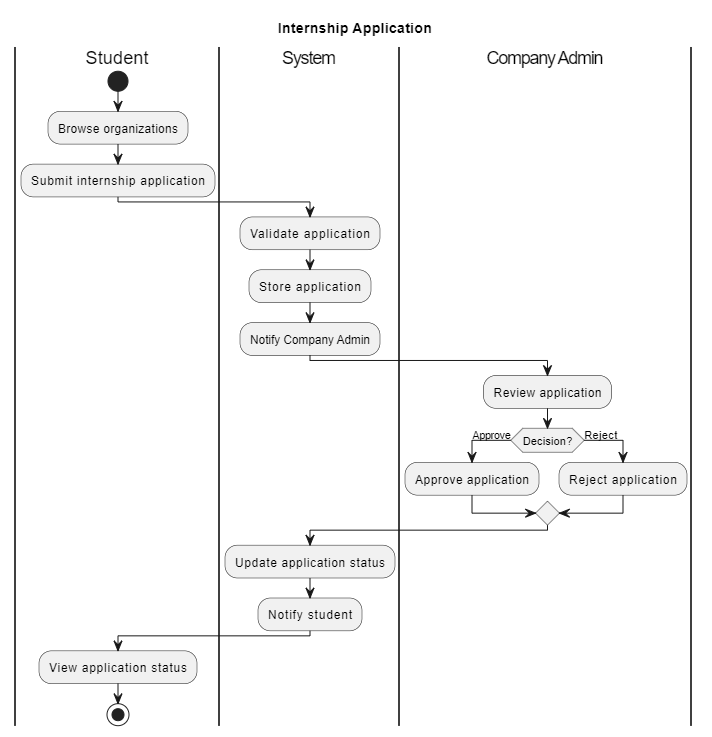 Internship Application
Student
System
Company Admin
Browse organizations
Submit internship application
Validate application
Store application
Notify Company Admin
Review application
Approve
Decision?
Reject
Approve application
Reject application
Update application status
Notify student
View application status